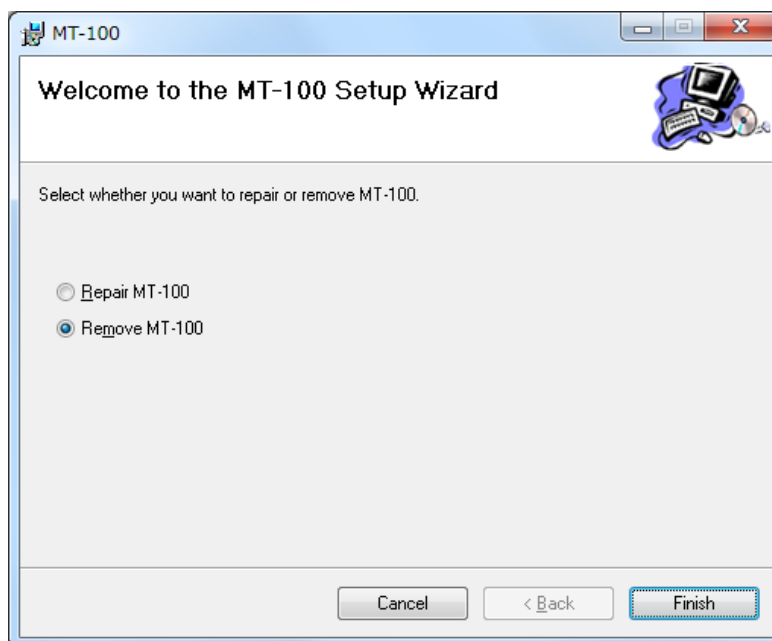 MT-100
Welcome to the MT-100 Setup Wizard
Select whether you want to repair or remove MT-100.
Repair MT-100
Remove MT-100
Cancel
< Back
Finish